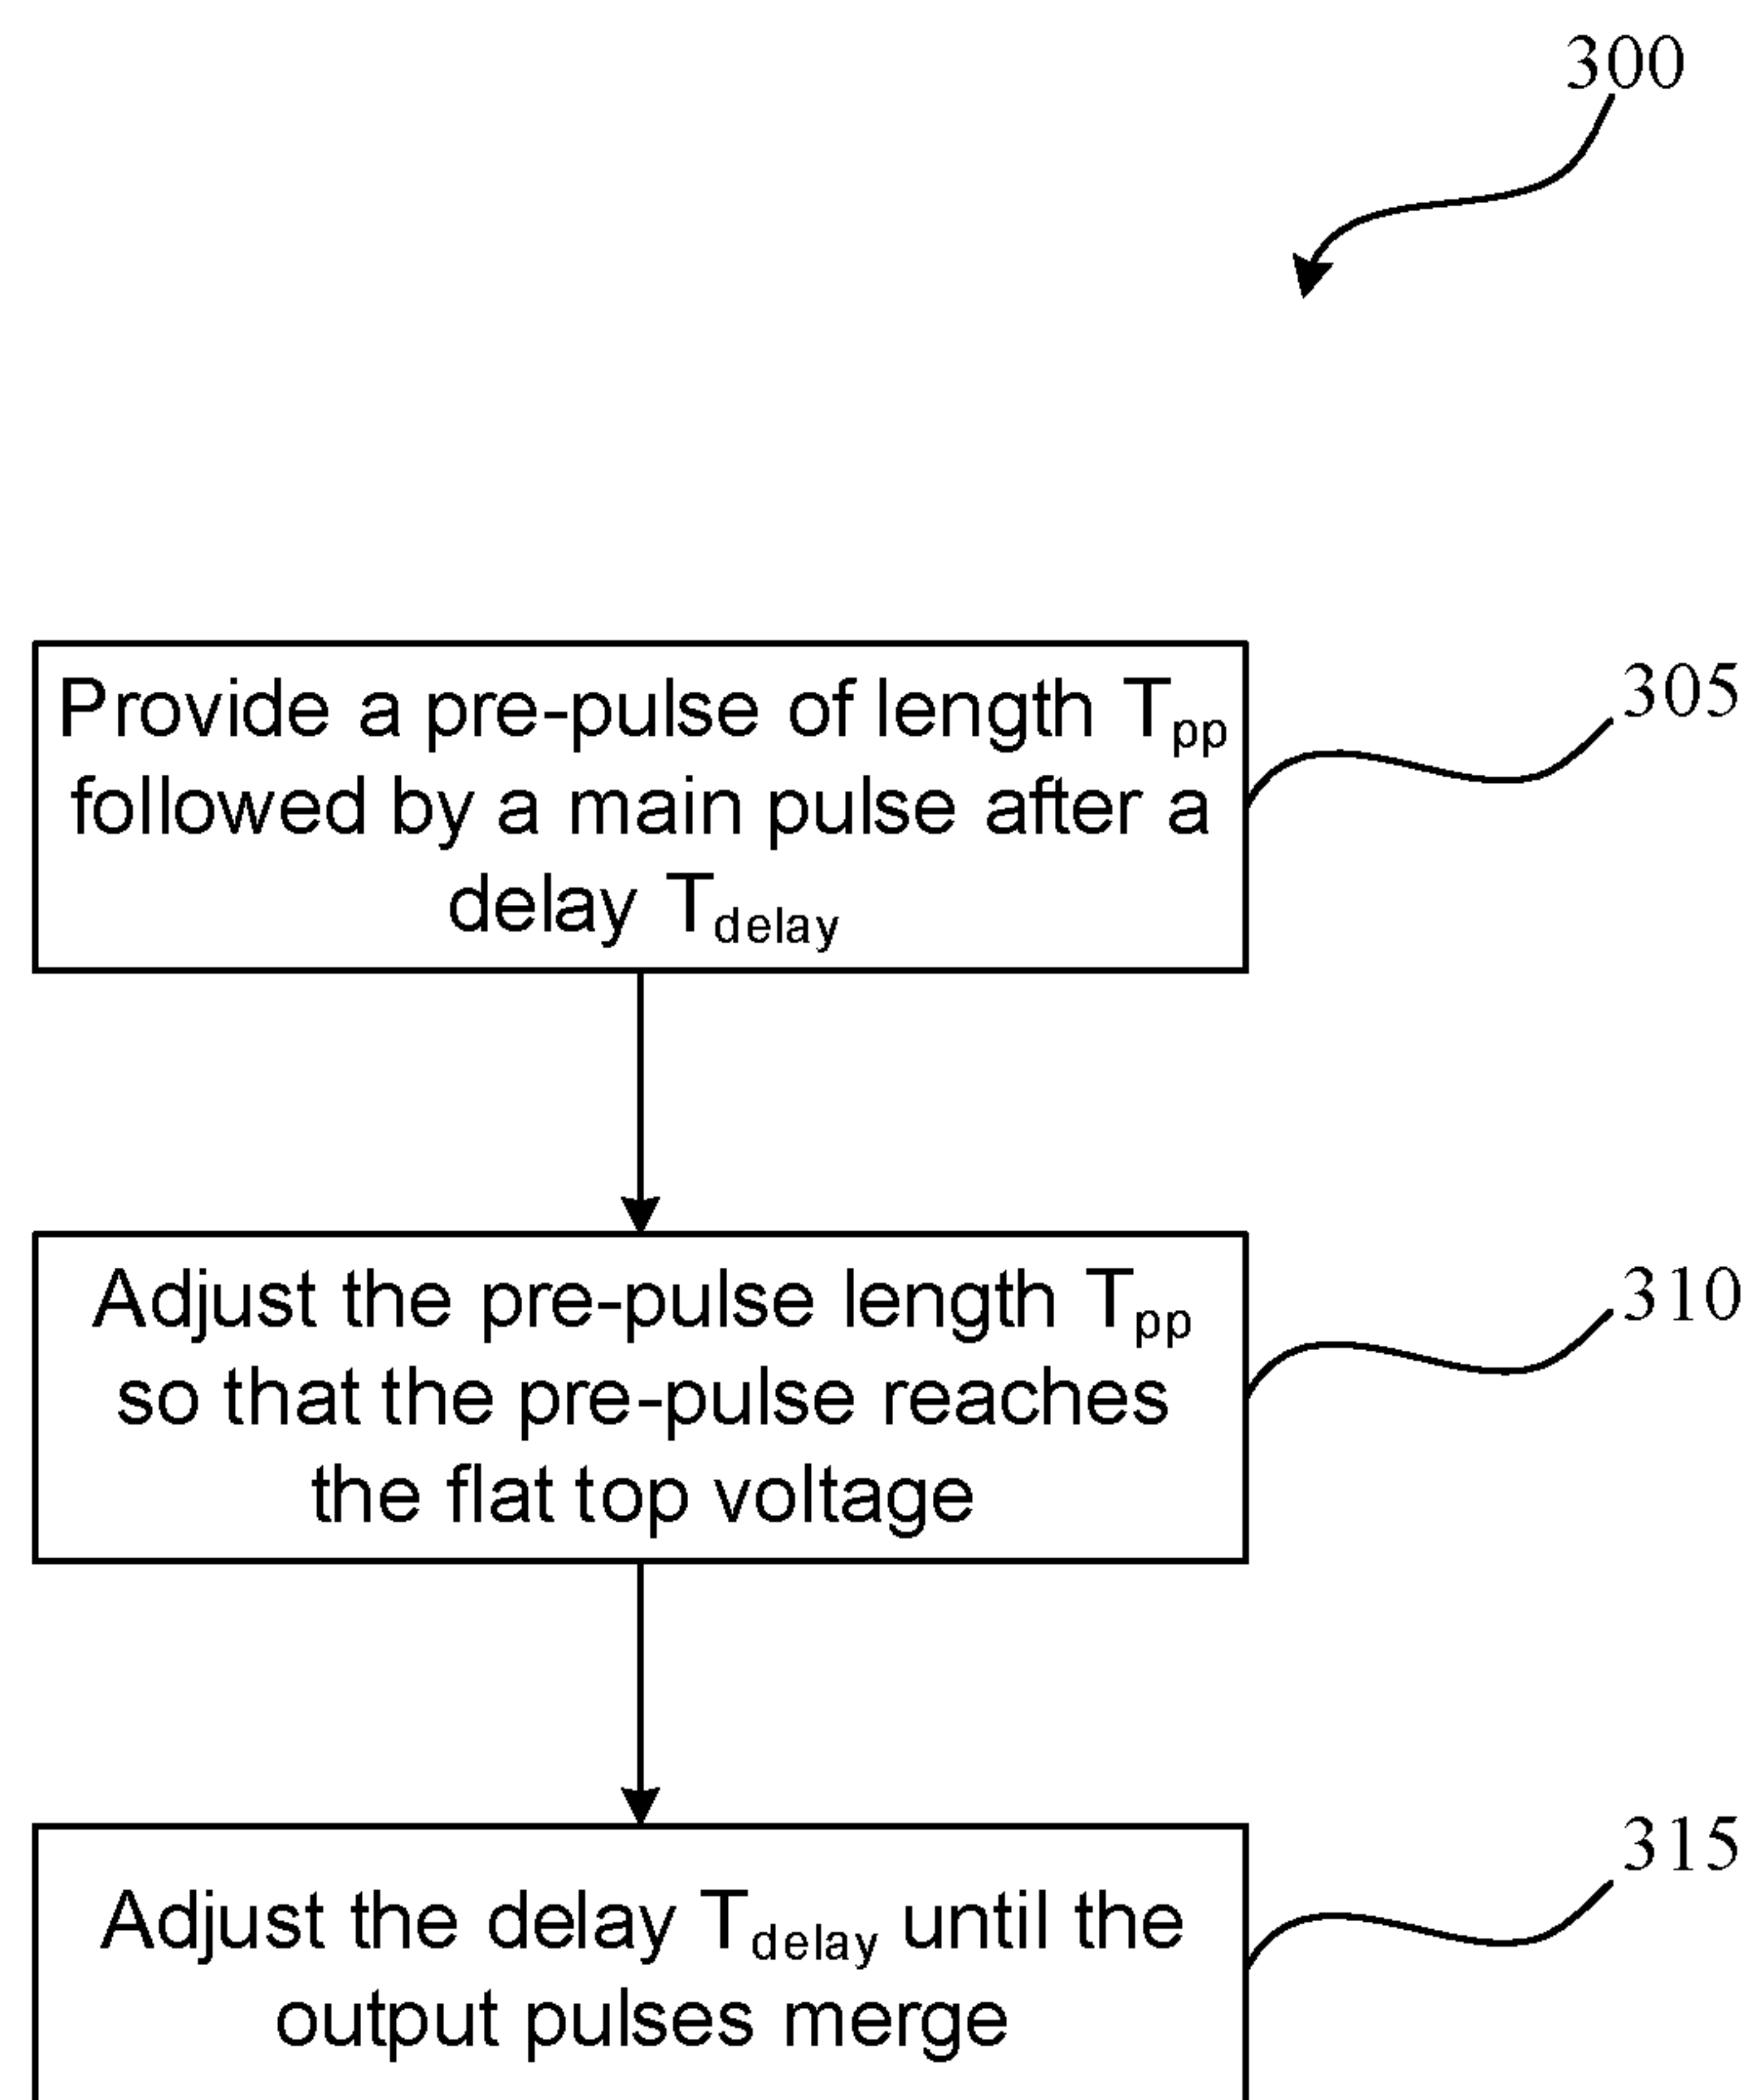 300
Provide a pre-pulse of length Tpp
followed by a main pulse after a
delay Tdelay
305
Adjust the pre-pulse length Tpp
so that the pre-pulse reaches
the flat top voltage
310
Adjust the delay Tdelay until the
output pulses merge
315